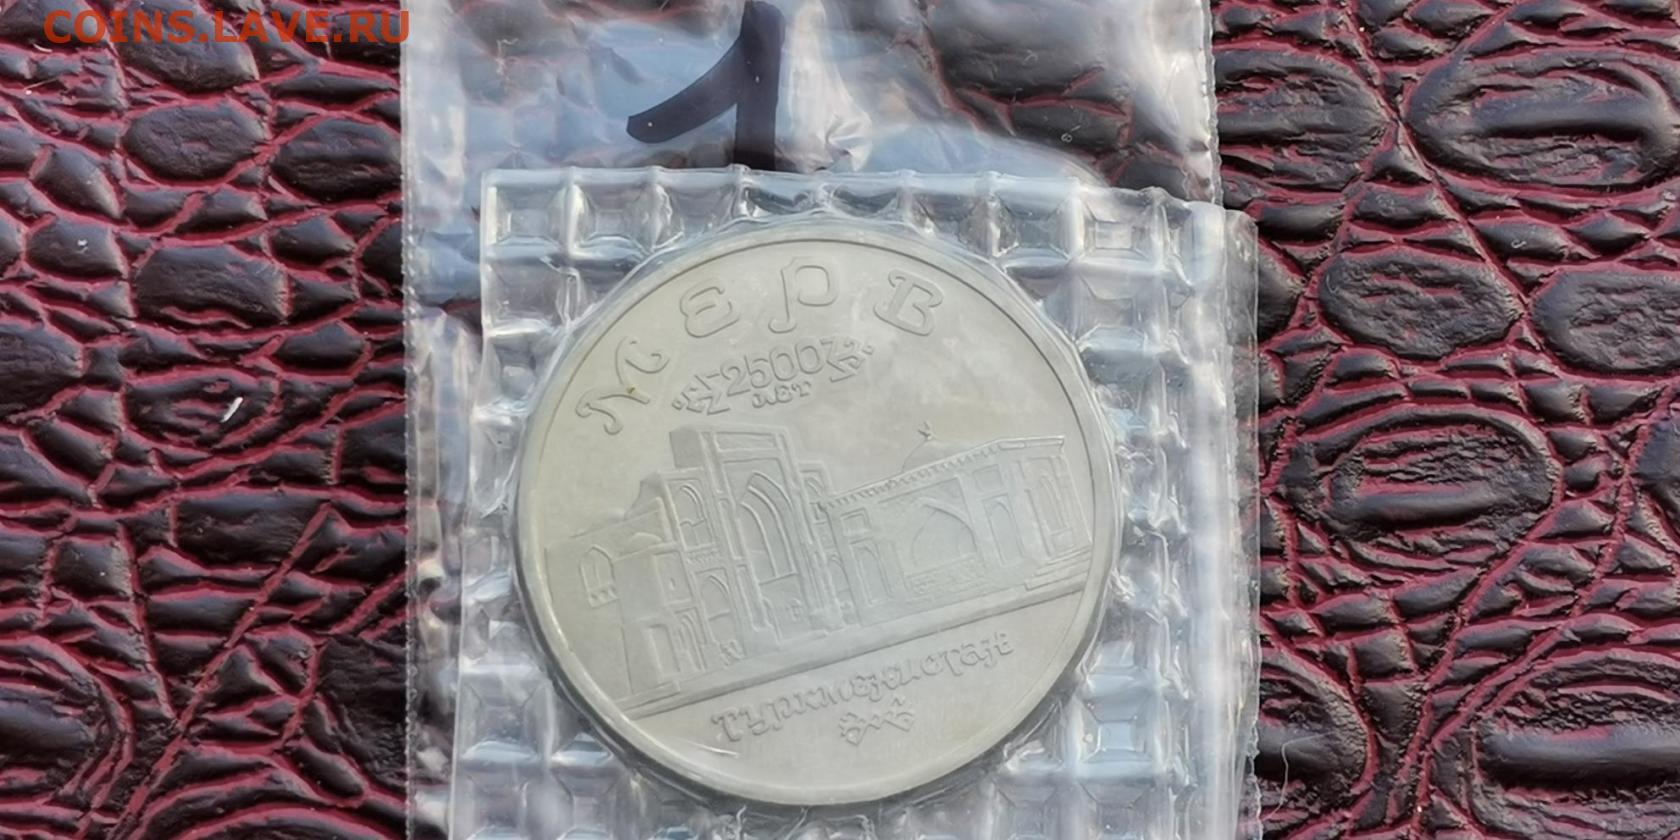 COINS.LAVE.RU
1
МЕРВ
2500
лет
Туркменистан